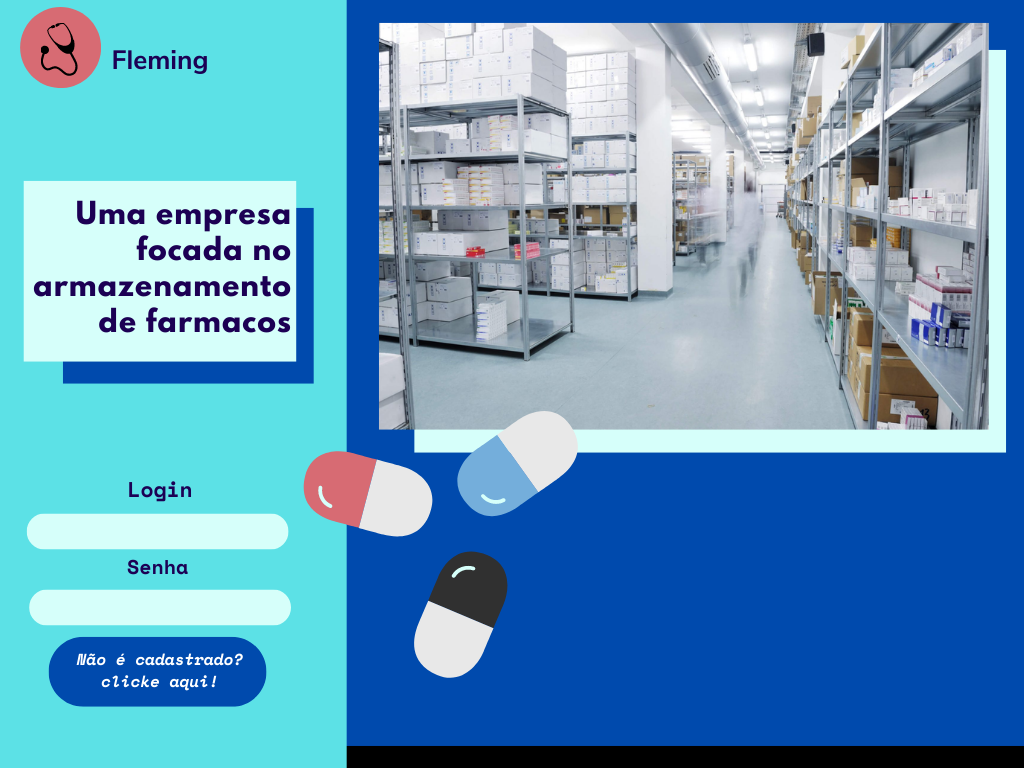 Fleming
Uma empresa
focada no
armazenamento
de farmacos
Login
Senha
Não é cadastrado?
clicke aqui!